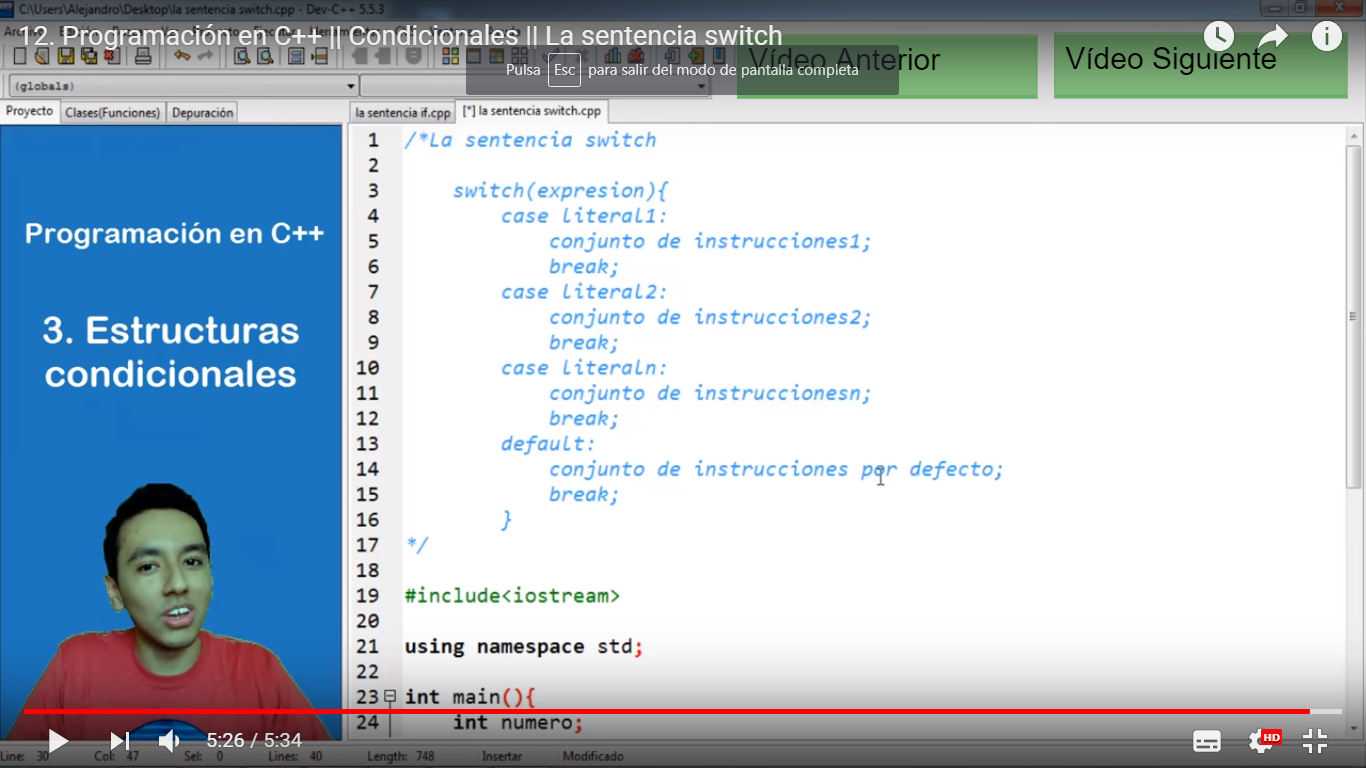 C:\Users\Alejandro\Desktop\la sentencia switch.cpp - Dev-C++ 5.5.3
12. Programación en C++ || Condicionales || La sentencia switch
Pulsa Esc para salir del modo de pantalla completa
Vídeo Anterior
Vídeo Siguiente
(globals)
Proyecto Clases(Funciones) Depuración
la sentencia if.cpp [*] la sentencia switch.cpp
Programación en C++
3. Estructuras
condicionales
1 /*La sentencia switch
2
3 switch(expresion){
4 case literal1:
5 conjunto de instrucciones1;
6 break;
7 case literal2:
8 conjunto de instrucciones2;
9 break;
10 case literaln:
11 conjunto de instruccionesn;
12 break;
13 default:
14 conjunto de instrucciones por defecto;
15 break;
16 }
17 */
18
19 #include<iostream>
20
21 using namespace std;
22
23 int main(){
24 int numero;
5:26 / 5:34
HD
Line: 30 Col: 47 Sel: 0 Lines: 40 Length: 748 Insertar Modificado